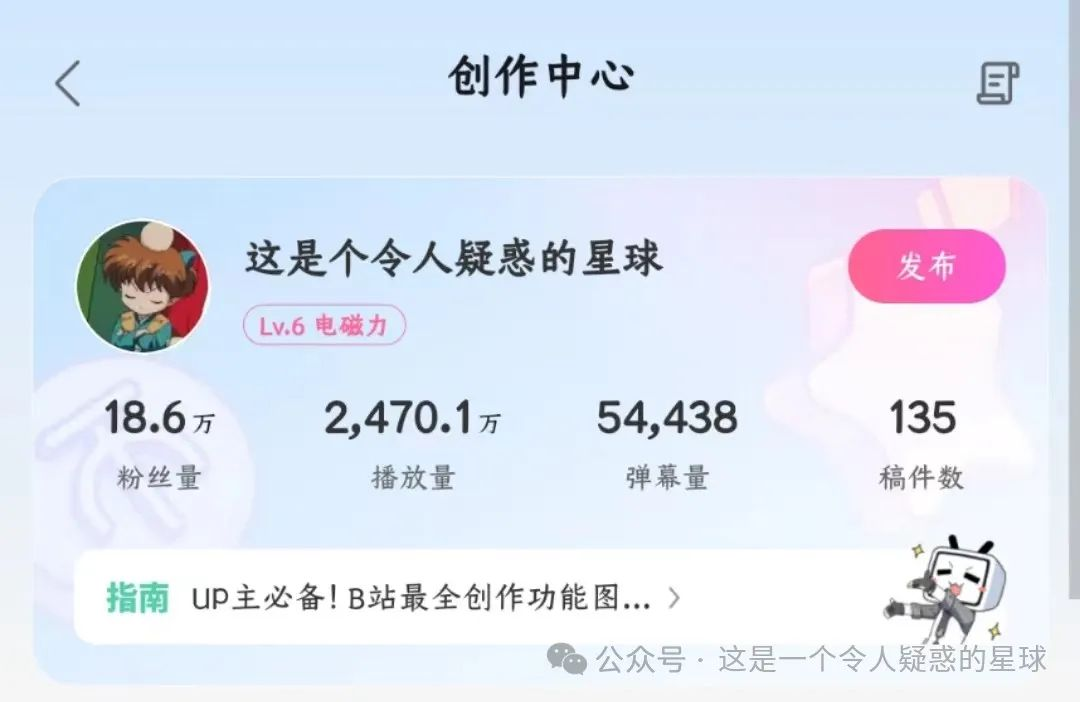 创作中心
这是个令人疑惑的星球
发布
Lv.6 电磁力
18.6万 2,470.1万 54,438 135
粉丝量 播放量 弹幕量 稿件数
指南 UP主必备！B站最全创作功能图...
公众号 · 这是一个令人疑惑的星球